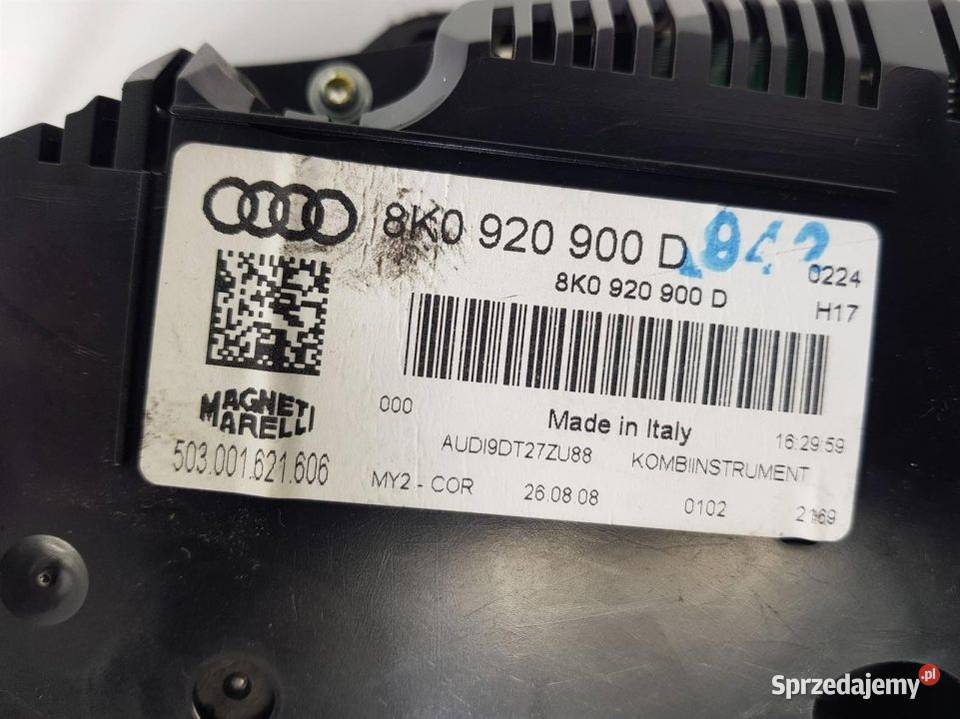 8K0 920 900 D
0224
8K0 920 900 D
H17
MAGNETI
MARELLI
000
Made in Italy
16:29:59
503.001.621.606
AUDI9DT27ZU88
KOMBIINSTRUMENT
MY2 - COR
26.08.08
0102
2169
Sprzedajemy.pl